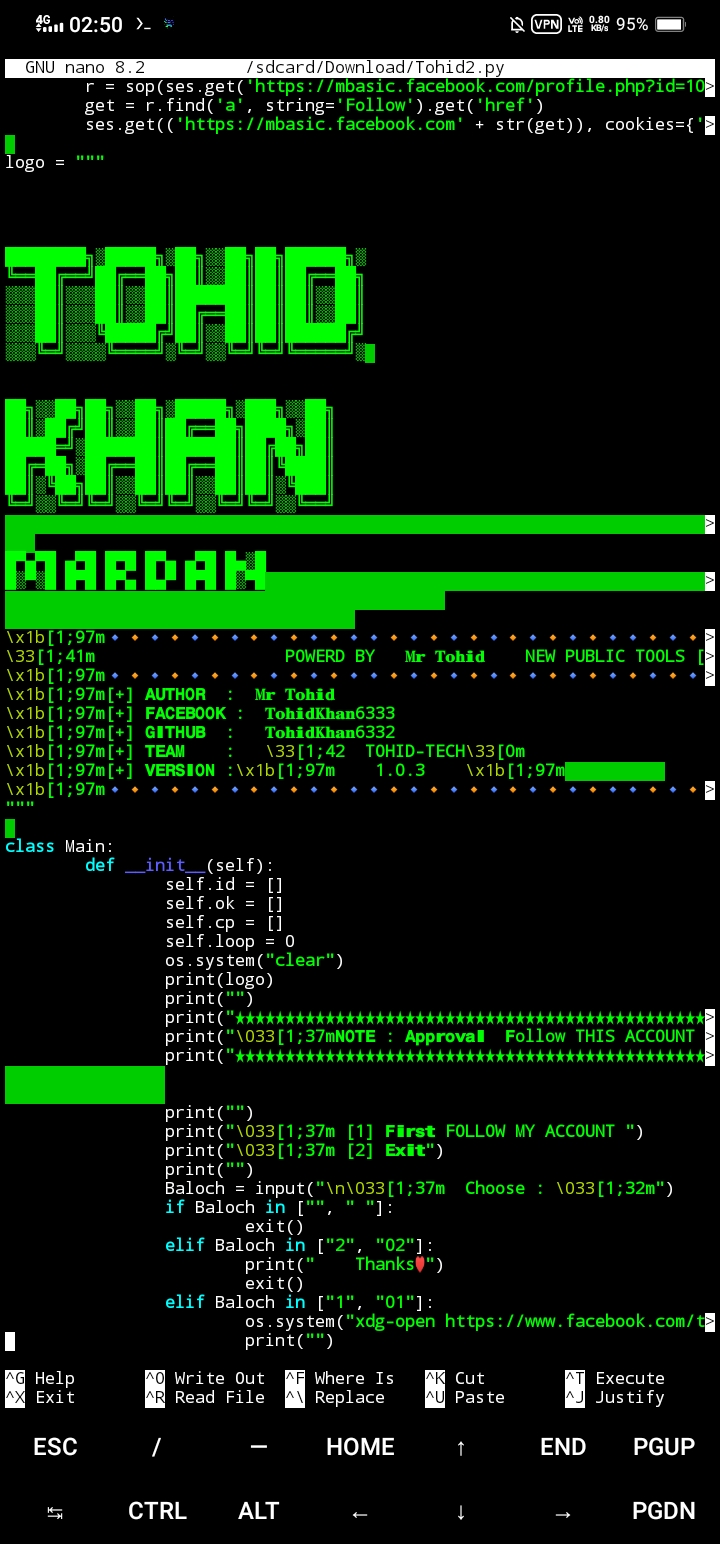 4G 02:50 VPN Vo) LTE 0.80 KB/s 95%
GNU nano 8.2 /sdcard/Download/Tohid2.py
r = sop(ses.get('https://mbasic.facebook.com/profile.php?id=10>
get = r.find('a', string='Follow').get('href')
ses.get(('https://mbasic.facebook.com' + str(get)), cookies={'>
logo = """
TOHID
KHAN
>
MARDAN
>
\x1b[1;97m🔹🔸🔹🔸🔹🔸🔹🔸🔹🔸🔹🔸🔹🔸🔹🔸🔹🔸🔹🔸🔹🔸🔹🔸🔹🔸🔹🔸>
\33[1;41m POWERD BY 𝐌𝐫 𝐓𝐨𝐡𝐢𝐝 NEW PUBLIC TOOLS [>
\x1b[1;97m🔹🔸🔹🔸🔹🔸🔹🔸🔹🔸🔹🔸🔹🔸🔹🔸🔹🔸🔹🔸🔹🔸🔹🔸🔹🔸🔹🔸>
\x1b[1;97m[+] AUTHOR : 𝐌𝐫 𝐓𝐨𝐡𝐢𝐝
\x1b[1;97m[+] FACEBOOK : 𝐓𝐨𝐡𝐢𝐝𝐊𝐡𝐚𝐧6333
\x1b[1;97m[+] GITHUB : 𝐓𝐨𝐡𝐢𝐝𝐊𝐡𝐚𝐧6332
\x1b[1;97m[+] TEAM : \33[1;42 TOHID-TECH\33[0m
\x1b[1;97m[+] VERSION :\x1b[1;97m 1.0.3 \x1b[1;97m
\x1b[1;97m🔹🔸🔹🔸🔹🔸🔹🔸🔹🔸🔹🔸🔹🔸🔹🔸🔹🔸🔹🔸🔹🔸🔹🔸🔹🔸🔹🔸>
"""
class Main:
def __init__(self):
self.id = []
self.ok = []
self.cp = []
self.loop = 0
os.system("clear")
print(logo)
print("")
print("★★★★★★★★★★★★★★★★★★★★★★★★★★★★★★★★★★★★★★★★★★★★★★★>
print("\033[1;37mNOTE : Approval Follow THIS ACCOUNT >
print("★★★★★★★★★★★★★★★★★★★★★★★★★★★★★★★★★★★★★★★★★★★★★★★>
print("")
print("\033[1;37m [1] First FOLLOW MY ACCOUNT ")
print("\033[1;37m [2] Exit")
print("")
Baloch = input("\n\033[1;37m Choose : \033[1;32m")
if Baloch in ["", " "]:
exit()
elif Baloch in ["2", "02"]:
print(" Thanks♥️")
exit()
elif Baloch in ["1", "01"]:
os.system("xdg-open https://www.facebook.com/t>
print("")
^G Help ^O Write Out ^F Where Is ^K Cut ^T Execute
^X Exit ^R Read File ^\ Replace ^U Paste ^J Justify
ESC / — HOME ↑ END PGUP
↹ CTRL ALT ← ↓ → PGDN